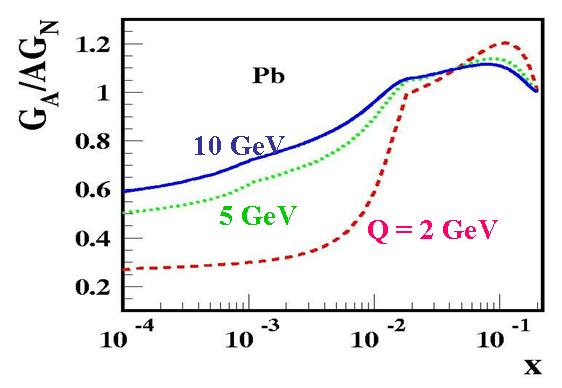 G_A/AG_N
1.2
1
0.8
0.6
0.4
0.2
Pb
10 GeV
5 GeV
Q = 2 GeV
10^-4
10^-3
10^-2
10^-1
x